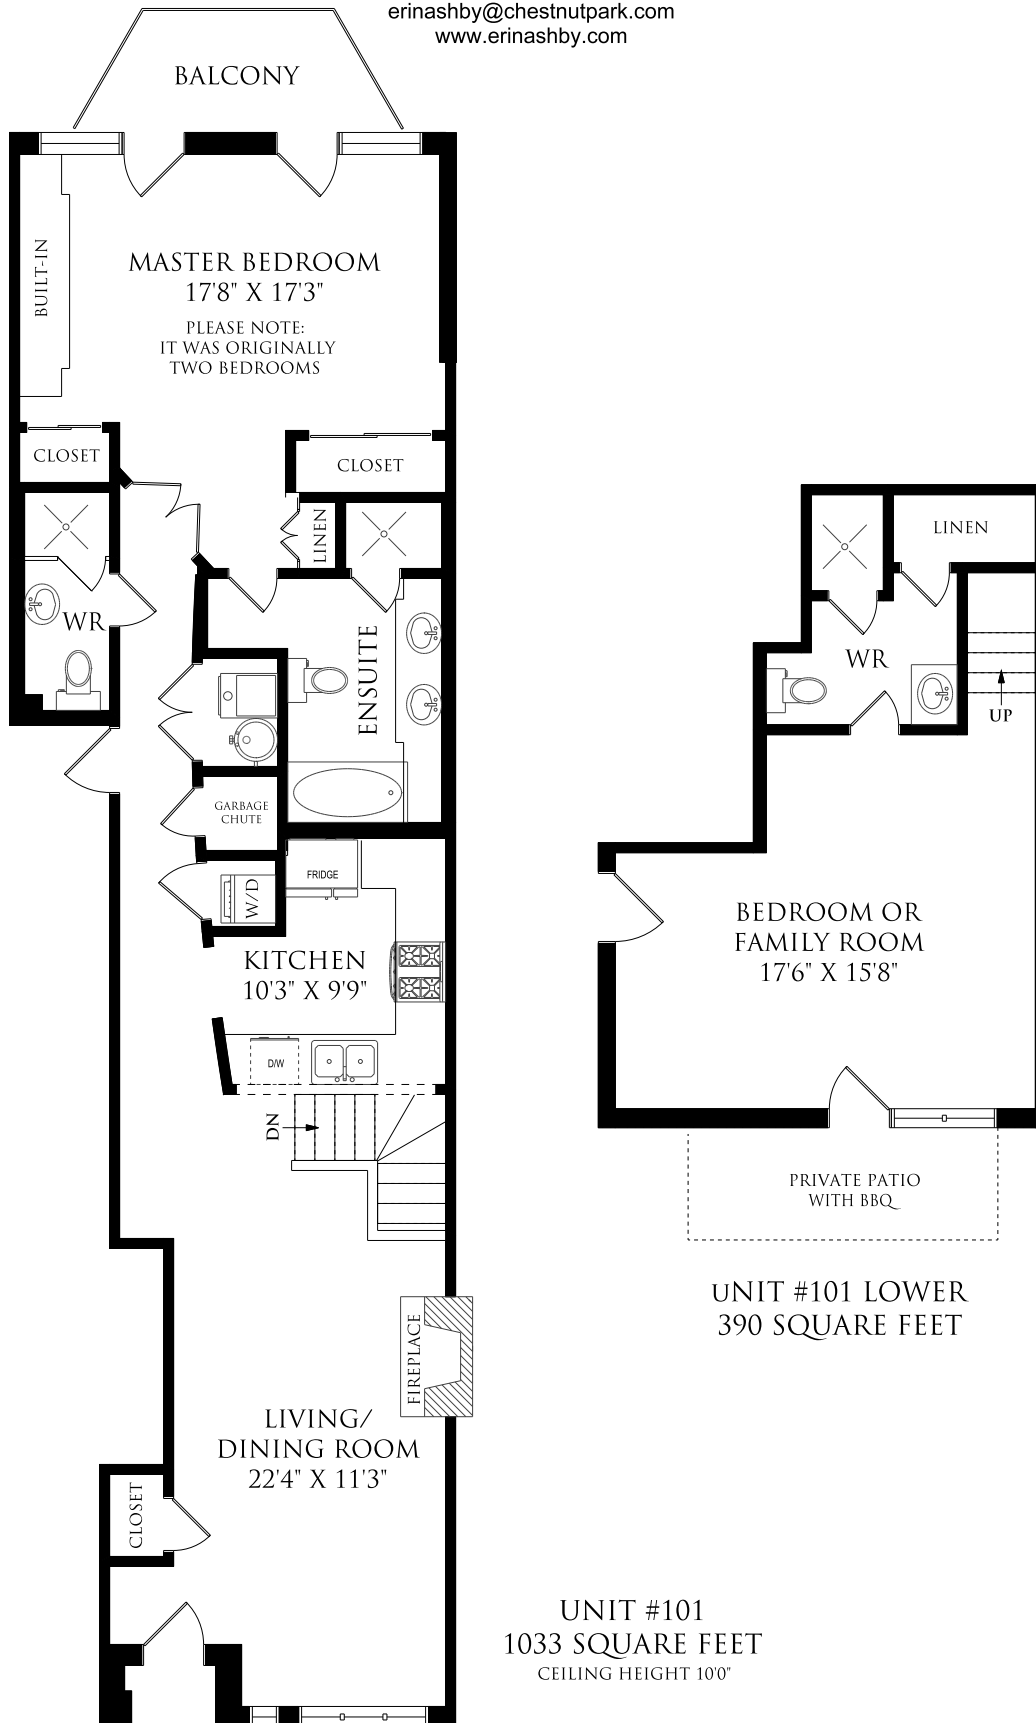 erinashby@chestnutpark.com
www.erinashby.com
BALCONY
BUILT-IN
MASTER BEDROOM
17'8" X 17'3"
PLEASE NOTE:
IT WAS ORIGINALLY
TWO BEDROOMS
CLOSET
CLOSET
LINEN
WR
ENSUITE
GARBAGE
CHUTE
W/D
FRIDGE
KITCHEN
10'3" X 9'9"
D/W
DN
FIREPLACE
LIVING/
DINING ROOM
22'4" X 11'3"
CLOSET
LINEN
WR
UP
BEDROOM OR
FAMILY ROOM
17'6" X 15'8"
PRIVATE PATIO
WITH BBQ
UNIT #101 LOWER
390 SQUARE FEET
UNIT #101
1033 SQUARE FEET
CEILING HEIGHT 10'0"